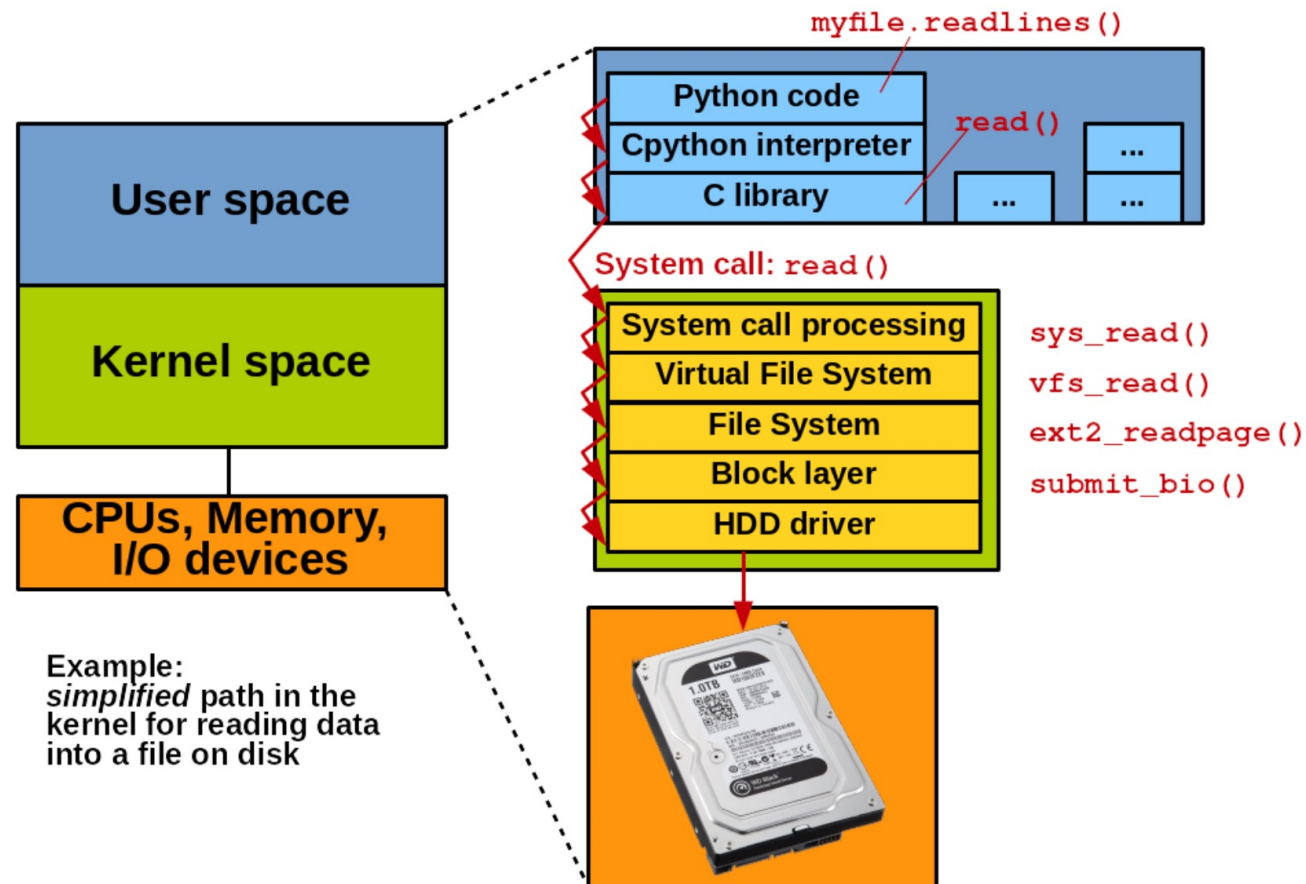 myfile.readlines()
Python code
Cpython interpreter
read()
C library
...
...
...
User space
Kernel space
CPUs, Memory,
I/O devices
System call: read()
System call processing
sys_read()
Virtual File System
vfs_read()
File System
ext2_readpage()
Block layer
submit_bio()
HDD driver
Example:
simplified path in the
kernel for reading data
into a file on disk
WD
1.0TB
WD Black